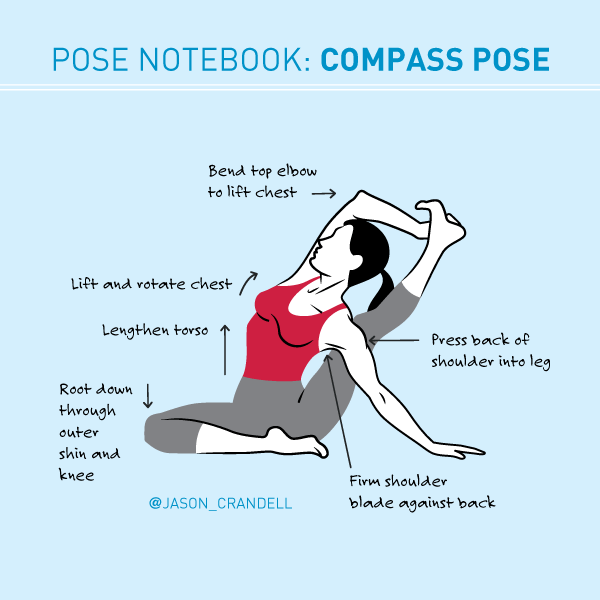 POSE NOTEBOOK: COMPASS POSE
Bend top elbow
to lift chest
Lift and rotate chest
Lengthen torso
Press back of
shoulder into leg
Root down
through
outer
shin and
knee
Firm shoulder
blade against back
@JASON_CRANDELL